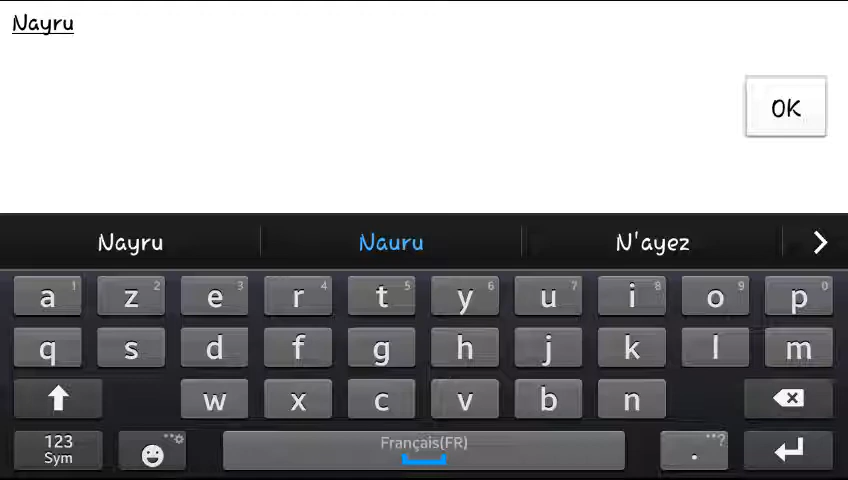 Nayru
OK
Nayru Nauru N'ayez
a 1 z 2 e 3 r 4 t 5 y 6 u 7 i 8 o 9 p 0
q s d f g h j k l m
w x c v b n
123 Français(FR) . ?
Sym